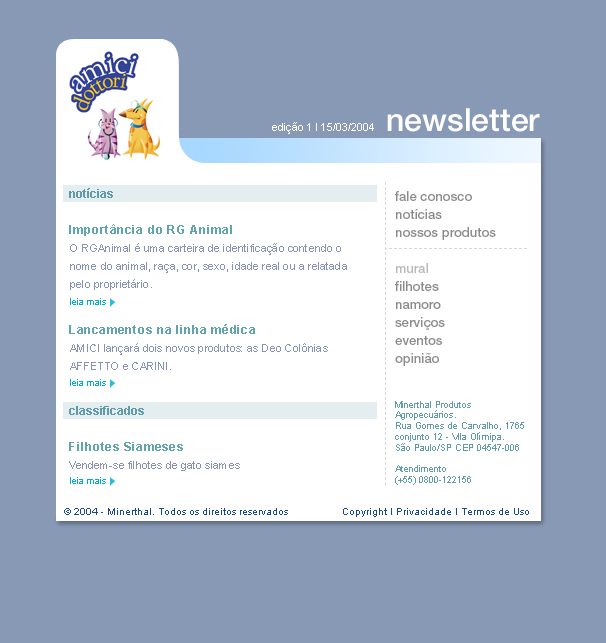 amici
dottori
edição 1 | 15/03/2004
newsletter
notícias
Importância do RG Animal
O RGAnimal é uma carteira de identificação contendo o
nome do animal, raça, cor, sexo, idade real ou a relatada
pelo proprietário.
leia mais
Lancamentos na linha médica
AMICI lançará dois novos produtos: as Deo Colônias
AFFETTO e CARINI.
leia mais
classificados
Filhotes Siameses
Vendem-se filhotes de gato siames
leia mais
fale conosco
notícias
nossos produtos
mural
filhotes
namoro
serviços
eventos
opinião
Minerthal Produtos
Agropecuários.
Rua Gomes de Carvalho, 1765
conjunto 12 - Vila Olimipa.
São Paulo/SP CEP 04547-006
Atendimento
(+55) 0800-122156
© 2004 - Minerthal. Todos os direitos reservados
Copyright | Privacidade | Termos de Uso